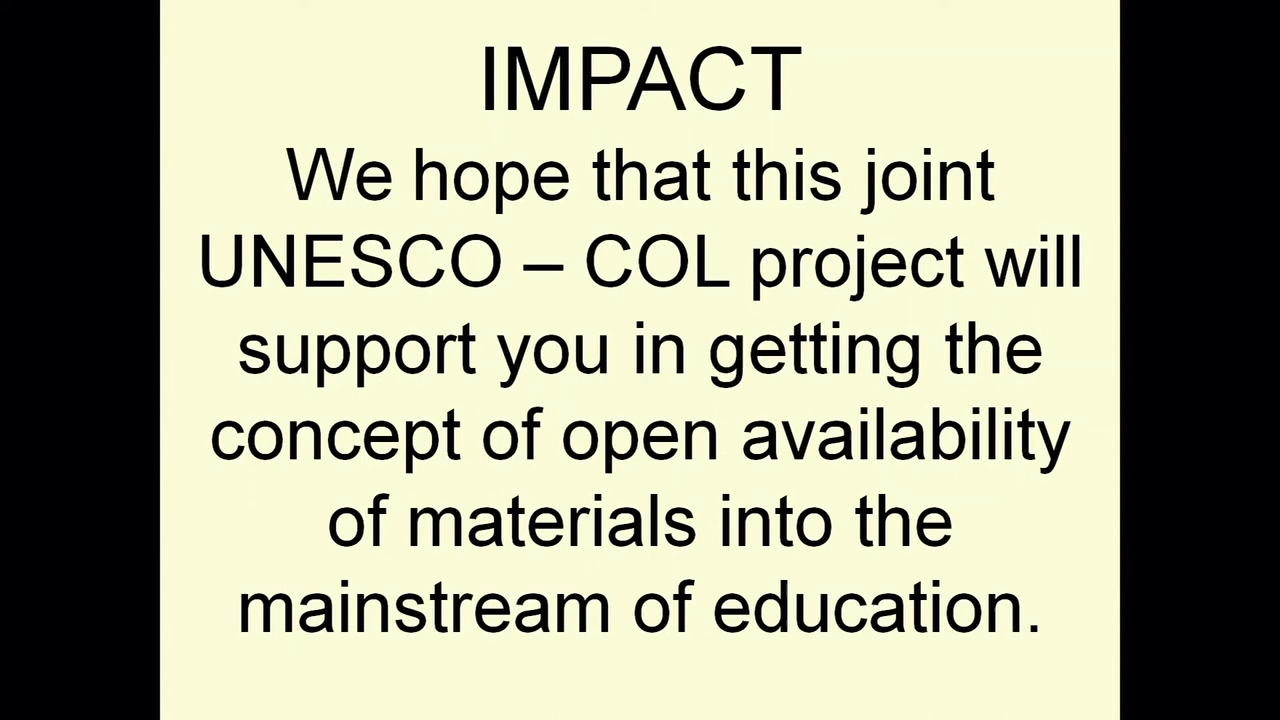 IMPACT
We hope that this joint
UNESCO – COL project will
support you in getting the
concept of open availability
of materials into the
mainstream of education.